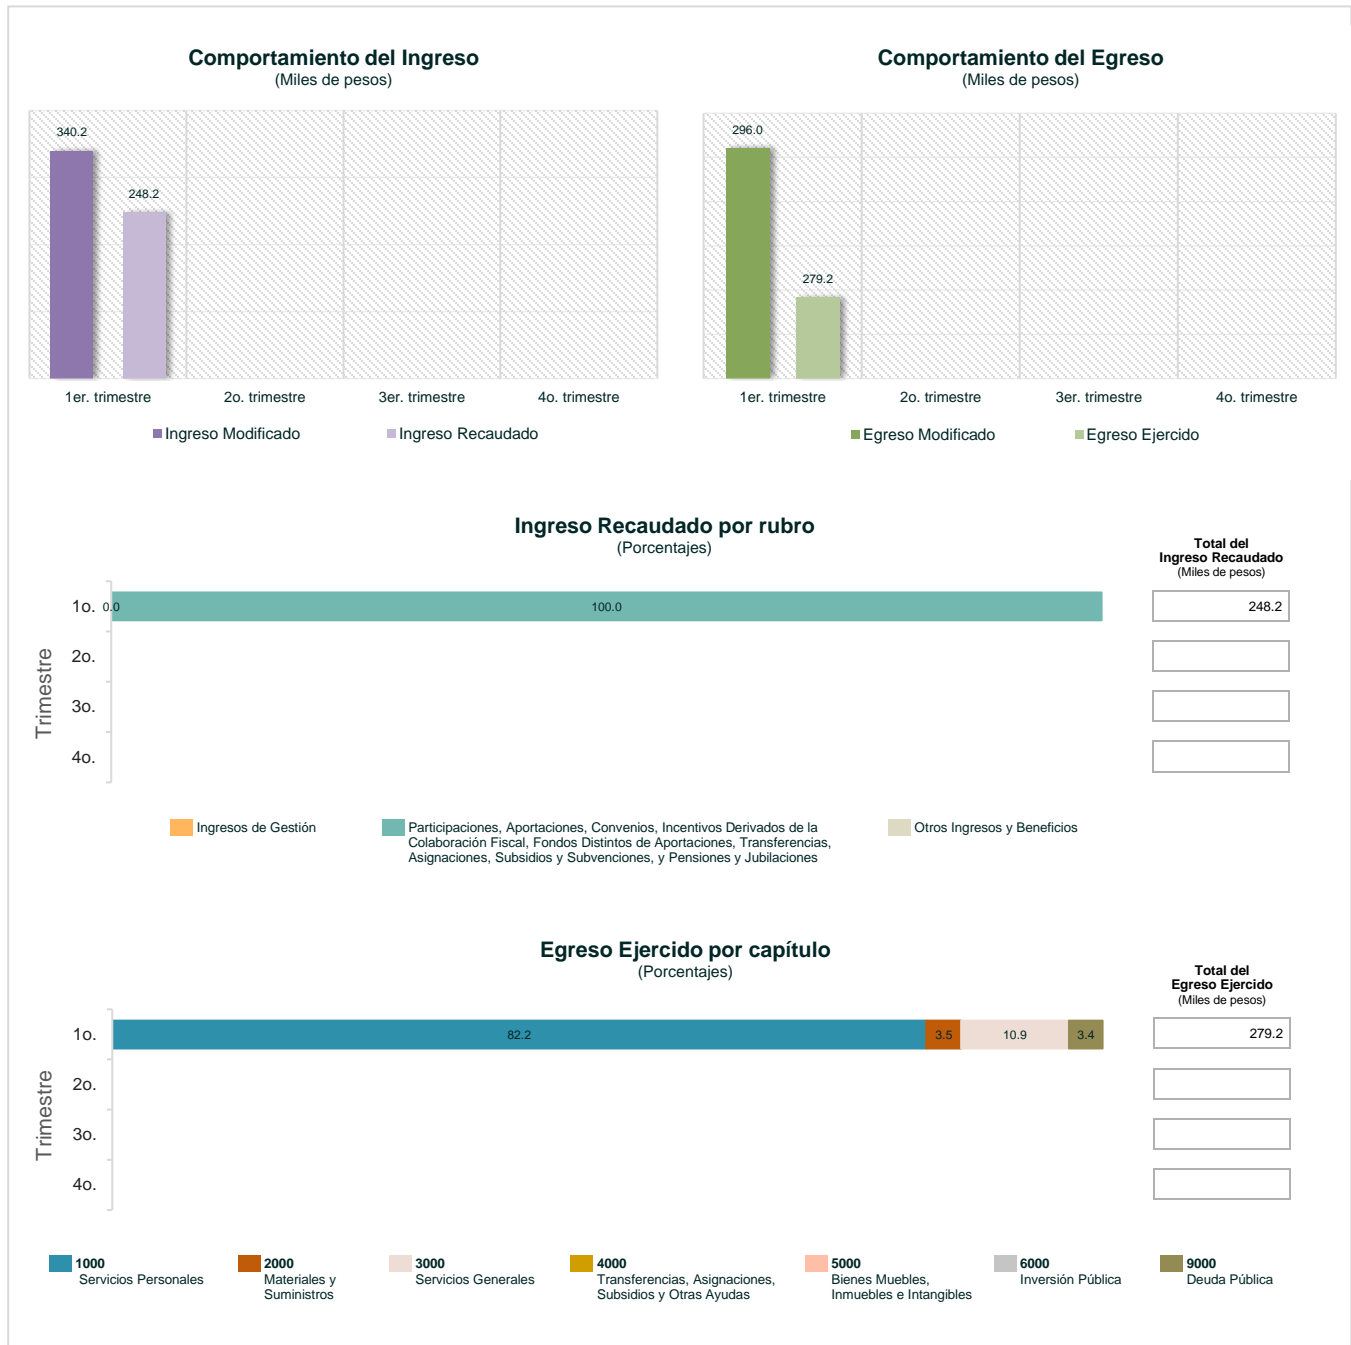 Comportamiento del Ingreso
(Miles de pesos)
340.2
248.2
1er. trimestre 2o. trimestre 3er. trimestre 4o. trimestre
Ingreso Modificado Ingreso Recaudado
Comportamiento del Egreso
(Miles de pesos)
296.0
279.2
1er. trimestre 2o. trimestre 3er. trimestre 4o. trimestre
Egreso Modificado Egreso Ejercido
Ingreso Recaudado por rubro
(Porcentajes)
Total del
Ingreso Recaudado
(Miles de pesos)
Trimestre
1o. 0.0 100.0 248.2
2o.
3o.
4o.
Ingresos de Gestión
Participaciones, Aportaciones, Convenios, Incentivos Derivados de la
Colaboración Fiscal, Fondos Distintos de Aportaciones, Transferencias,
Asignaciones, Subsidios y Subvenciones, y Pensiones y Jubilaciones
Otros Ingresos y Beneficios
Egreso Ejercido por capítulo
(Porcentajes)
Total del
Egreso Ejercido
(Miles de pesos)
Trimestre
1o. 82.2 3.5 10.9 3.4 279.2
2o.
3o.
4o.
1000
Servicios Personales
2000
Materiales y
Suministros
3000
Servicios Generales
4000
Transferencias, Asignaciones,
Subsidios y Otras Ayudas
5000
Bienes Muebles,
Inmuebles e Intangibles
6000
Inversión Pública
9000
Deuda Pública